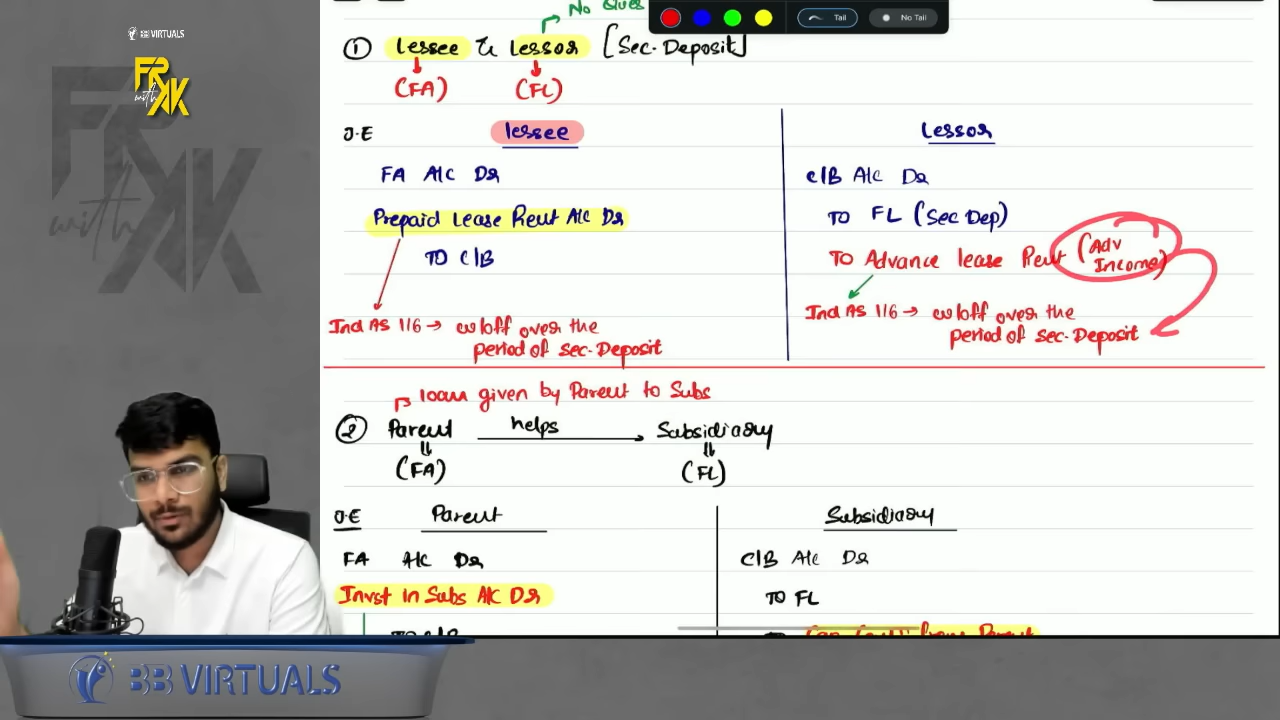 BB VIRTUALS
FR
with
AK
No Ques
Tail
No Tail
① Lessee & Lessor [Sec-Deposit]
(FA) (FL)
J.E Lessee
FA A/c Dr
Prepaid Lease Rent A/c Dr
TO C/B
Ind AS 116 → w/off over the
period of Sec-Deposit
Lessor
C/B A/c Dr
TO FL (Sec Dep)
TO Advance lease Rent (Adv
Income)
Ind AS 116 → w/off over the
period of Sec-Deposit
loan given by Parent to Subs
② Parent helps Subsidiary
(FA) (FL)
J.E Parent
FA A/c Dr
Invst in Subs A/c Dr
TO C/B
Subsidiary
C/B A/c Dr
TO FL
from Parent
BB VIRTUALS